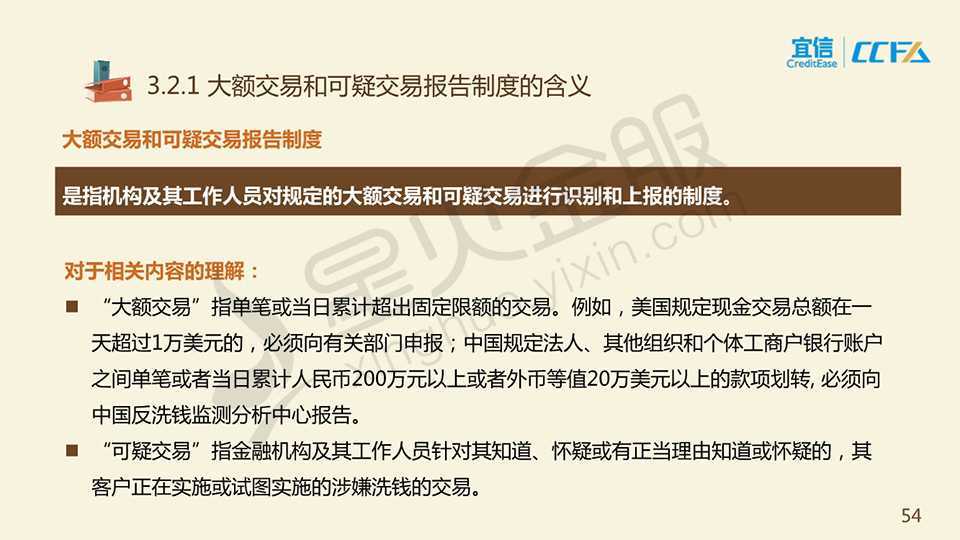 宜信
CreditEase
CCFA
3.2.1 大额交易和可疑交易报告制度的含义
大额交易和可疑交易报告制度
是指机构及其工作人员对规定的大额交易和可疑交易进行识别和上报的制度。
对于相关内容的理解：
“大额交易”指单笔或当日累计超出固定限额的交易。例如，美国规定现金交易总额在一
天超过1万美元的，必须向有关部门申报；中国规定法人、其他组织和个体工商户银行账户
之间单笔或者当日累计人民币200万元以上或者外币等值20万美元以上的款项划转, 必须向
中国反洗钱监测分析中心报告。
“可疑交易”指金融机构及其工作人员针对其知道、怀疑或有正当理由知道或怀疑的，其
客户正在实施或试图实施的涉嫌洗钱的交易。
星火金服
xinghuo.yixin.com
54